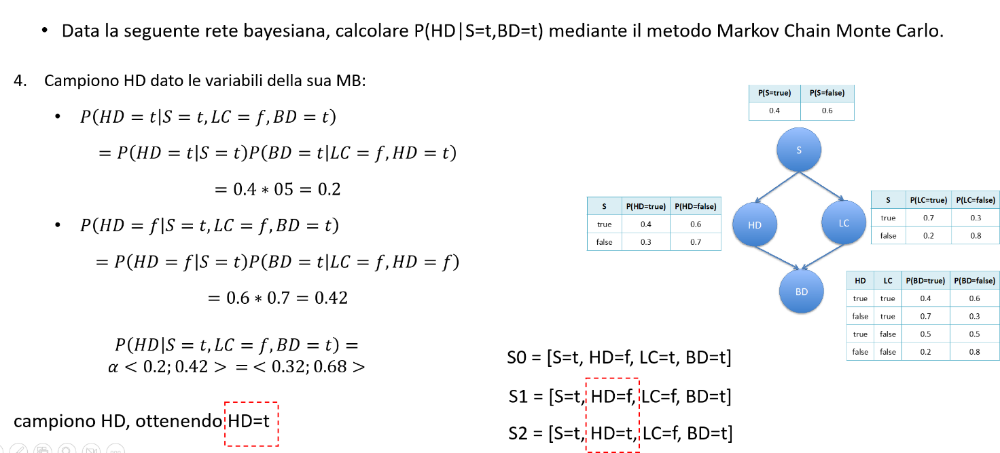 • Data la seguente rete bayesiana, calcolare P(HD|S=t,BD=t) mediante il metodo Markov Chain Monte Carlo.
4. Campiono HD dato le variabili della sua MB:
• P(HD = t|S = t, LC = f, BD = t)
= P(HD = t|S = t)P(BD = t|LC = f, HD = t)
= 0.4 ∗ 05 = 0.2
• P(HD = f|S = t, LC = f, BD = t)
= P(HD = f|S = t)P(BD = t|LC = f, HD = f)
= 0.6 ∗ 0.7 = 0.42
P(HD|S = t, LC = f, BD = t) =
α < 0.2; 0.42 > = < 0.32; 0.68 >
campiono HD, ottenendo HD=t
P(S=true) P(S=false)
0.4 0.6
S
S P(HD=true) P(HD=false)
true 0.4 0.6
false 0.3 0.7
HD
LC
S P(LC=true) P(LC=false)
true 0.7 0.3
false 0.2 0.8
BD
HD LC P(BD=true) P(BD=false)
true true 0.4 0.6
false true 0.7 0.3
true false 0.5 0.5
false false 0.2 0.8
S0 = [S=t, HD=f, LC=t, BD=t]
S1 = [S=t, HD=f, LC=f, BD=t]
S2 = [S=t, HD=t, LC=f, BD=t]